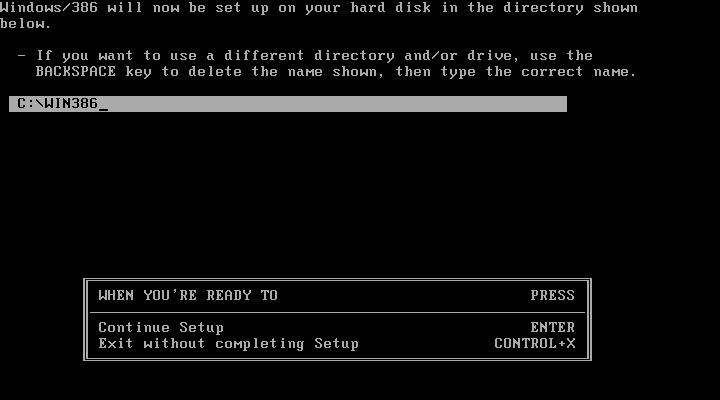 Windows/386 will now be set up on your hard disk in the directory shown
below.
- If you want to use a different directory and/or drive, use the
BACKSPACE key to delete the name shown, then type the correct name.
C:\WIN386_
WHEN YOU'RE READY TO PRESS
Continue Setup ENTER
Exit without completing Setup CONTROL+X